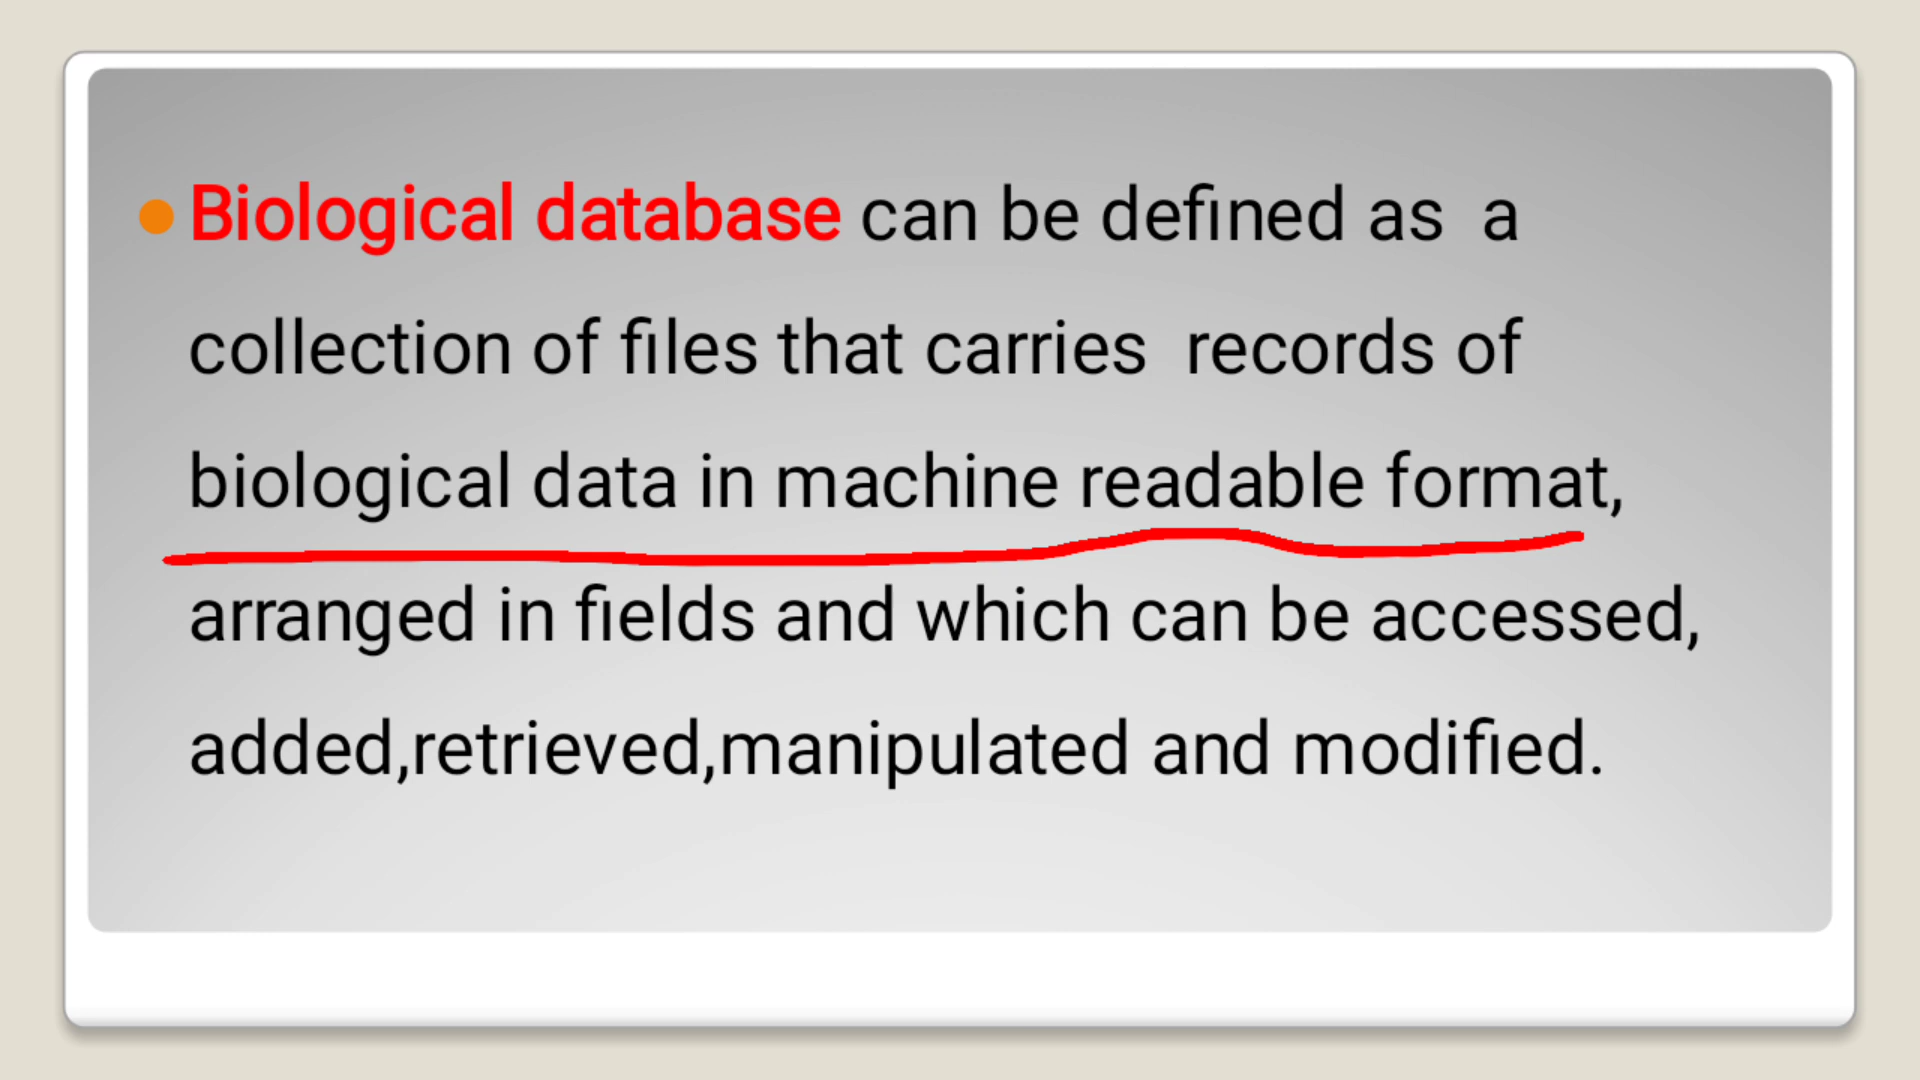 Biological database can be defined as  a
collection of files that carries  records of
biological data in machine readable format,
arranged in fields and which can be accessed,
added,retrieved,manipulated and modified.